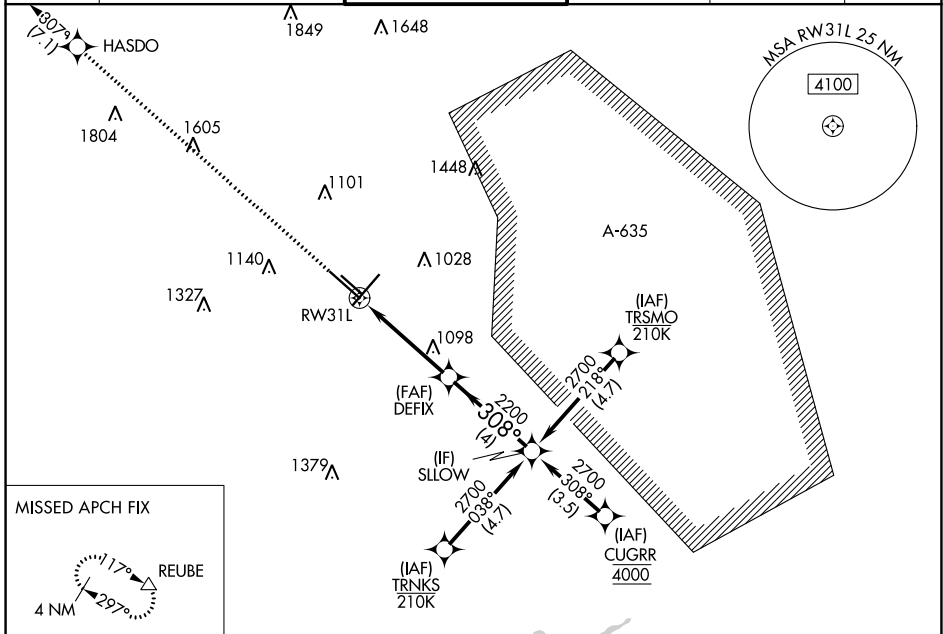 307°
(7.1)
HASDO
1849
1648
MSA RW31L 25 NM
4100
1804
1605
1448
1101
A-635
1140
1028
1327
RW31L
(IAF)
TRSMO
210K
1098
2700
218°
(4.7)
(FAF)
DEFIX
2200
308°
(4)
(IF)
SLLOW
1379
2700
038°
(4.7)
2700
308°
(3.5)
(IAF)
CUGRR
4000
(IAF)
TRNKS
210K
MISSED APCH FIX
117°
REUBE
4 NM
297°